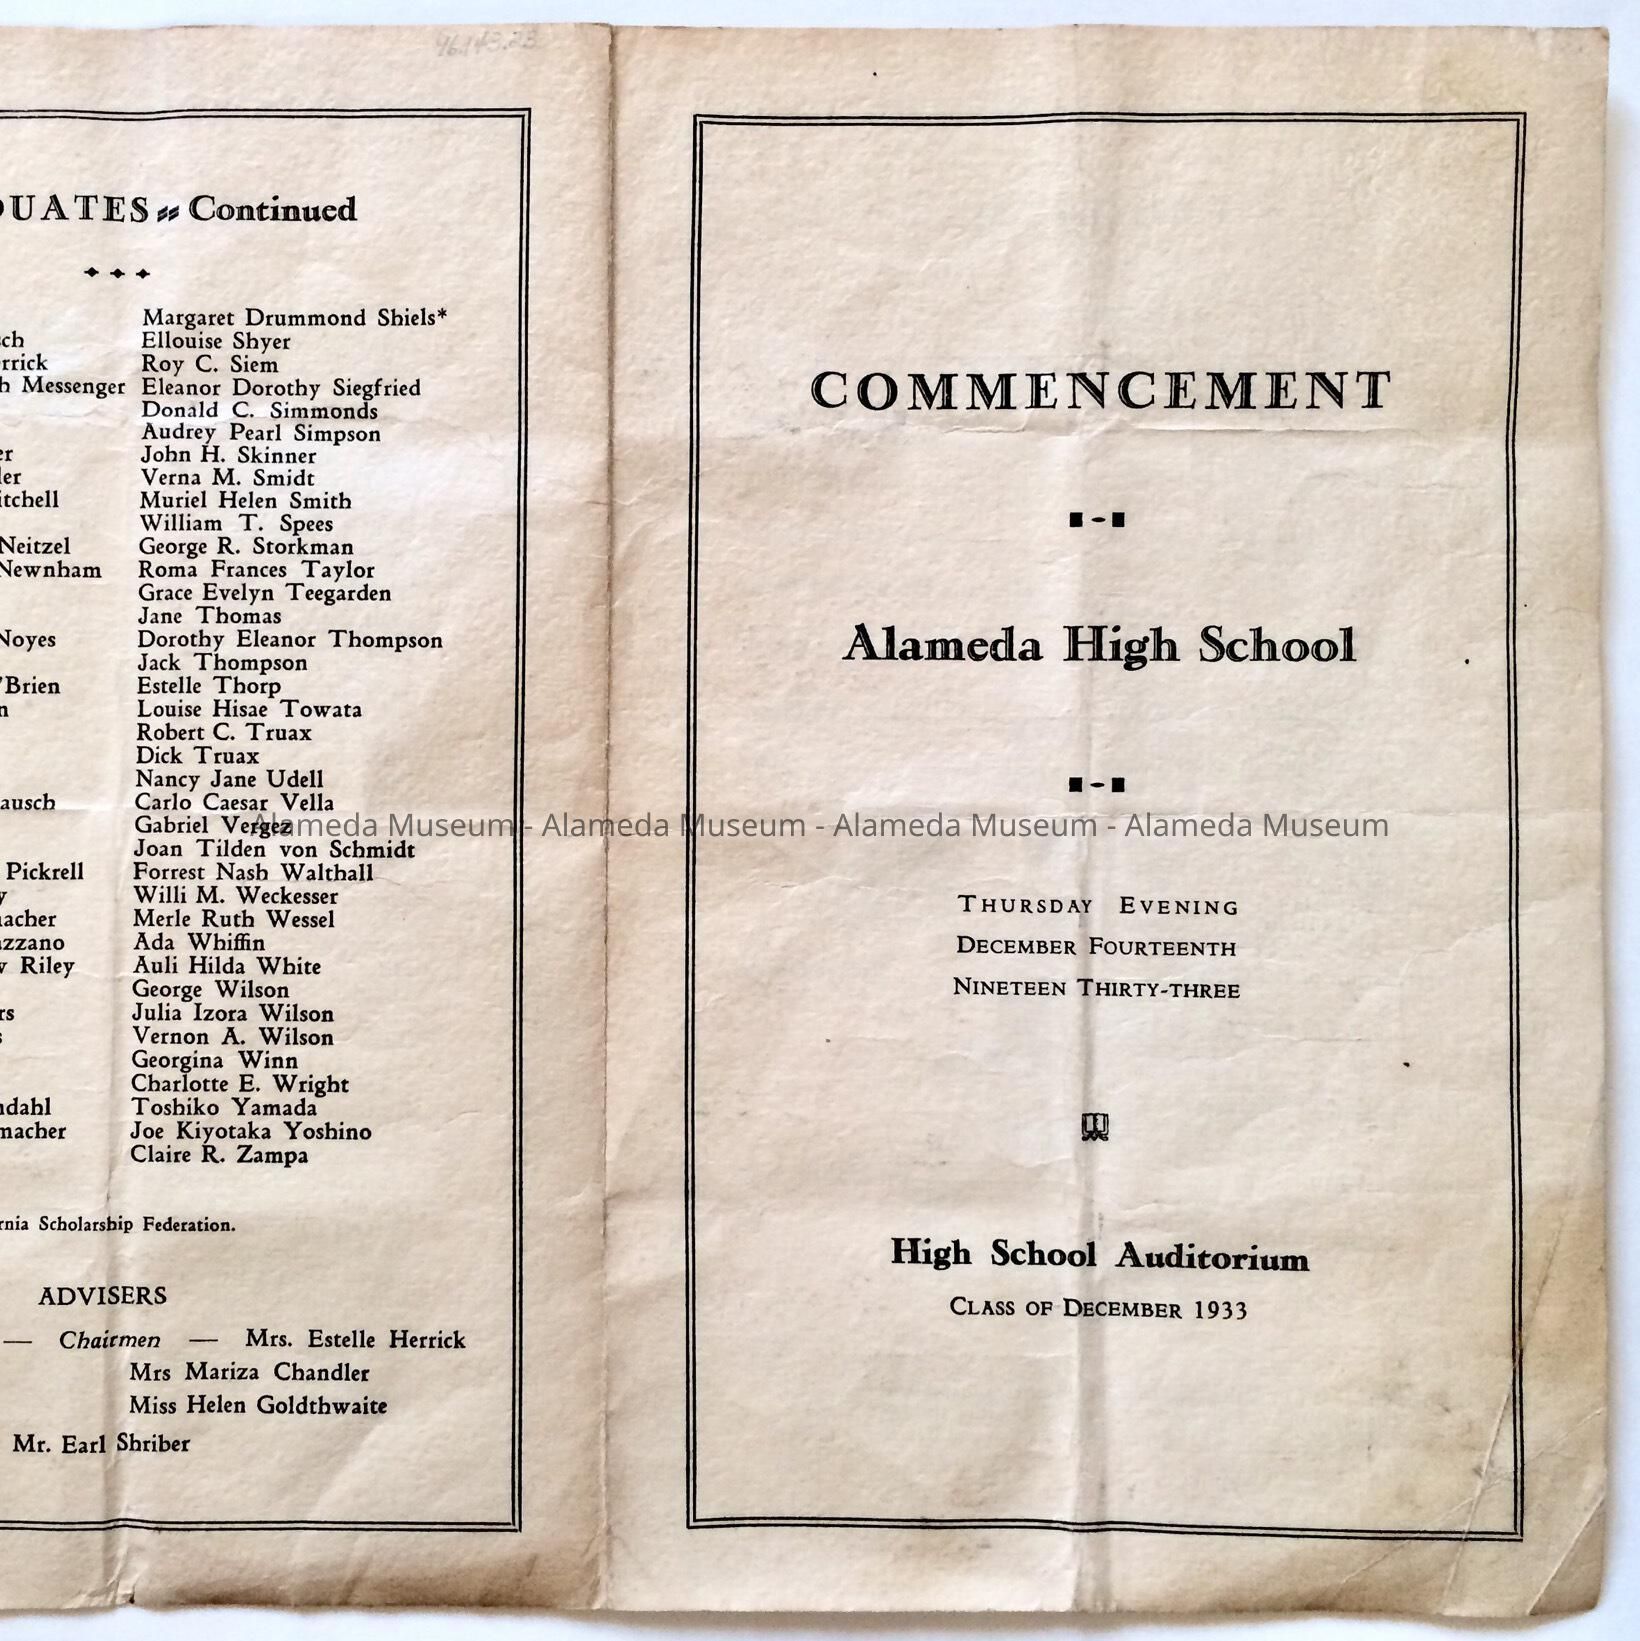 DUATES Continued
Margaret Drummond Shiels*
Ellouise Shyer
Roy C. Siem
Messenger Eleanor Dorothy Siegfried
Donald C. Simmonds
Audrey Pearl Simpson
John H. Skinner
Verna M. Smidt
itchell Muriel Helen Smith
William T. Spees
Neitzel George R. Storkman
Newnham Roma Frances Taylor
Grace Evelyn Teegarden
Jane Thomas
Noyes Dorothy Eleanor Thompson
Jack Thompson
'Brien Estelle Thorp
n Louise Hisae Towata
Robert C. Truax
Dick Truax
Nancy Jane Udell
ausch Carlo Caesar Vella
Gabriel Vergez
Joan Tilden von Schmidt
Pickrell Forrest Nash Walthall
y Willi M. Weckesser
acher Merle Ruth Wessel
azzano Ada Whiffin
Riley Auli Hilda White
George Wilson
rs Julia Izora Wilson
s Vernon A. Wilson
Georgina Winn
Charlotte E. Wright
ndahl Toshiko Yamada
macher Joe Kiyotaka Yoshino
Claire R. Zampa
rnia Scholarship Federation.
ADVISERS
— Chairmen — Mrs. Estelle Herrick
Mrs Mariza Chandler
Miss Helen Goldthwaite
Mr. Earl Shriber
COMMENCEMENT
Alameda High School
Alameda Museum - Alameda Museum - Alameda Museum - Alameda Museum
THURSDAY EVENING
DECEMBER FOURTEENTH
NINETEEN THIRTY-THREE
High School Auditorium
CLASS OF DECEMBER 1933